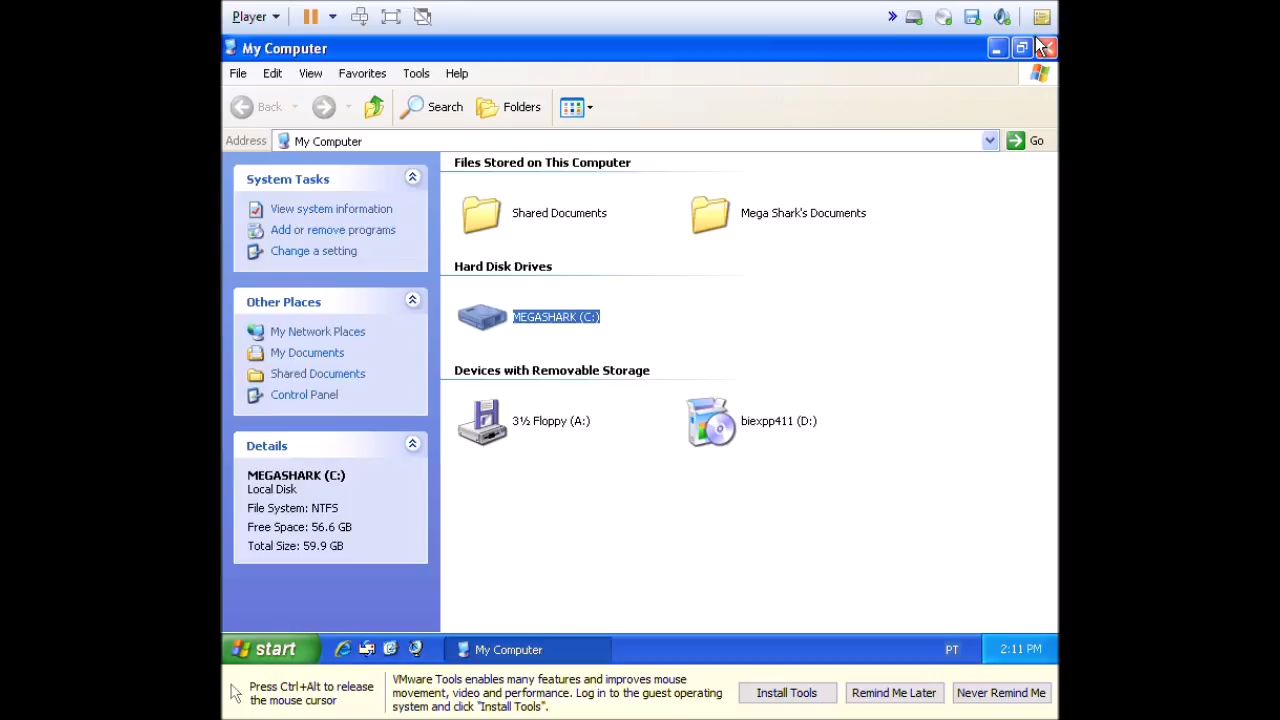 Player
My Computer
File Edit View Favorites Tools Help
Back Search Folders
Address My Computer Go
System Tasks
View system information
Add or remove programs
Change a setting
Other Places
My Network Places
My Documents
Shared Documents
Control Panel
Details
MEGASHARK (C:)
Local Disk
File System: NTFS
Free Space: 56.6 GB
Total Size: 59.9 GB
Files Stored on This Computer
Shared Documents Mega Shark's Documents
Hard Disk Drives
MEGASHARK (C:)
Devices with Removable Storage
3½ Floppy (A:) biexpp411 (D:)
start My Computer PT 2:11 PM
Press Ctrl+Alt to release
the mouse cursor
VMware Tools enables many features and improves mouse
movement, video and performance. Log in to the guest operating
system and click "Install Tools".
Install Tools Remind Me Later Never Remind Me